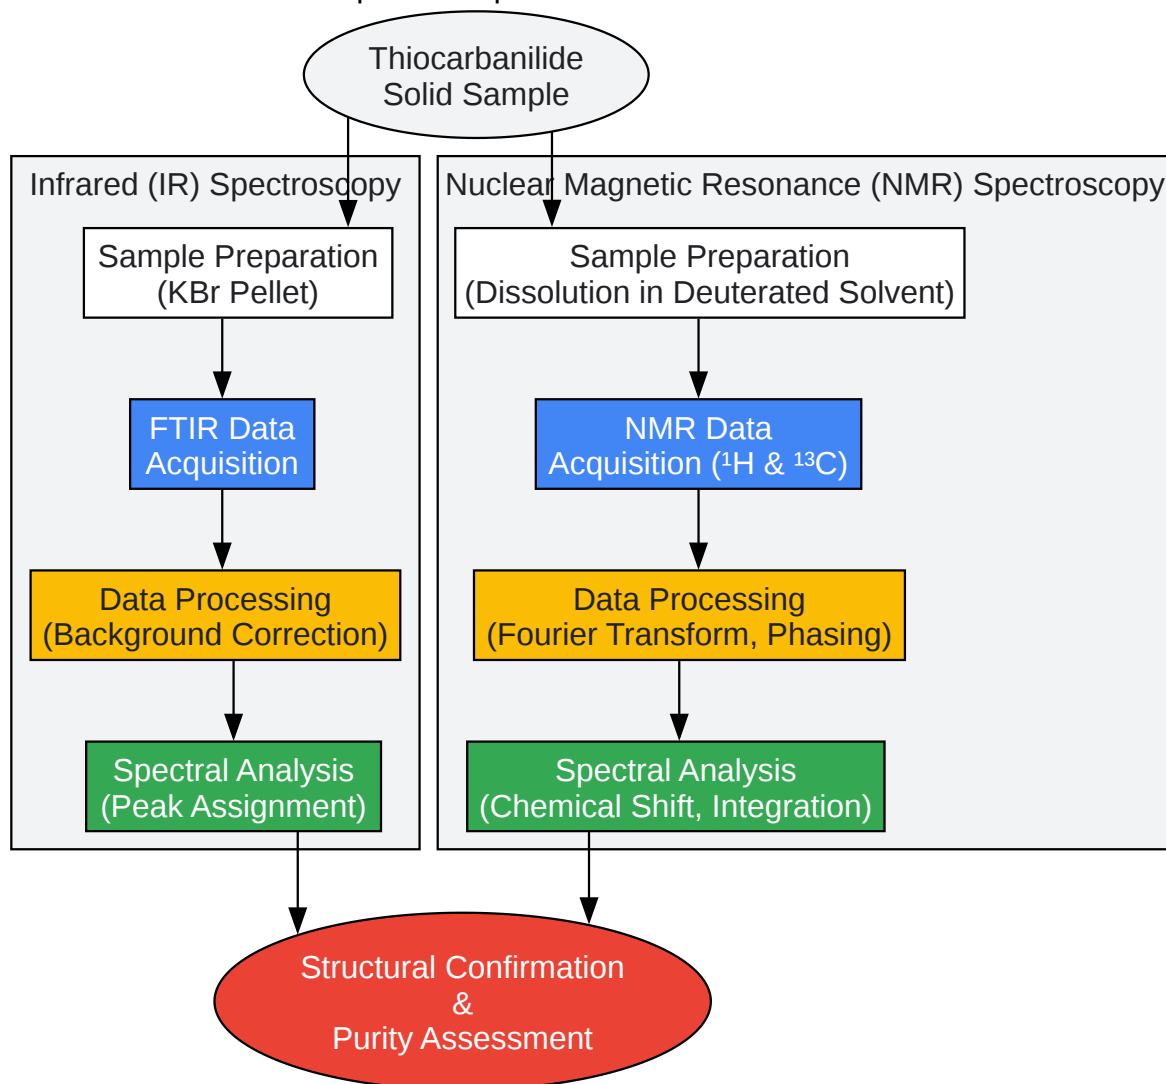 Thiocarbanilide
Solid Sample
Infrared (IR) Spectroscopy
Sample Preparation
(KBr Pellet)
FTIR Data
Acquisition
Data Processing
(Background Correction)
Spectral Analysis
(Peak Assignment)
Nuclear Magnetic Resonance (NMR) Spectroscopy
Sample Preparation
(Dissolution in Deuterated Solvent)
NMR Data
Acquisition (¹H & ¹³C)
Data Processing
(Fourier Transform, Phasing)
Spectral Analysis
(Chemical Shift, Integration)
Structural Confirmation
&
Purity Assessment